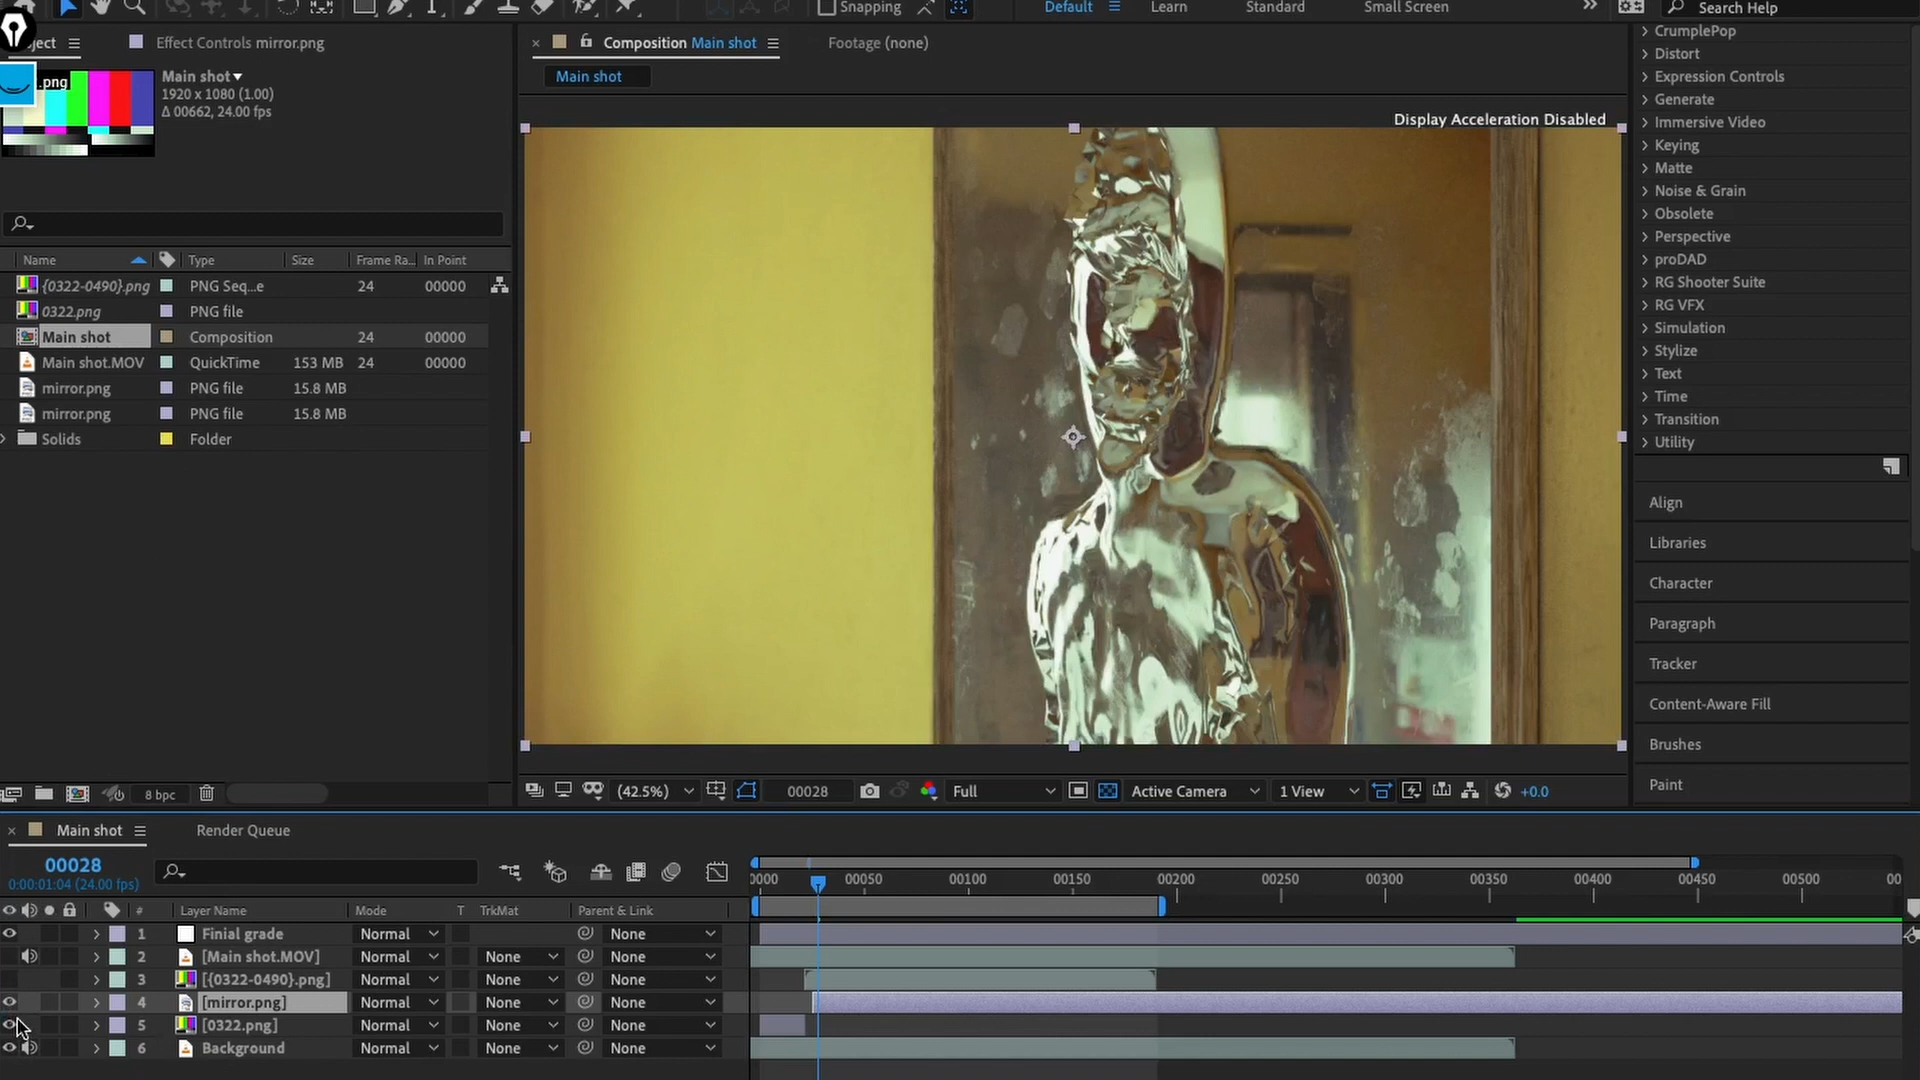 Snapping
Default
Learn
Standard
Small Screen
Search Help
ject
Effect Controls mirror.png
Composition Main shot
Footage (none)
.png
Main shot
1920 x 1080 (1.00)
Δ 00662, 24.00 fps
Main shot
Display Acceleration Disabled
Name
Type
Size
Frame Ra...
In Point
{0322-0490}.png
PNG Seq...e
24
00000
0322.png
PNG file
Main shot
Composition
24
00000
Main shot.MOV
QuickTime
153 MB
24
00000
mirror.png
PNG file
15.8 MB
mirror.png
PNG file
15.8 MB
Solids
Folder
CrumplePop
Distort
Expression Controls
Generate
Immersive Video
Keying
Matte
Noise & Grain
Obsolete
Perspective
proDAD
RG Shooter Suite
RG VFX
Simulation
Stylize
Text
Time
Transition
Utility
Align
Libraries
Character
Paragraph
Tracker
Content-Aware Fill
Brushes
Paint
8 bpc
(42.5%)
00028
Full
Active Camera
1 View
+0.0
Main shot
Render Queue
00028
0:00:01:04 (24.00 fps)
0000
00050
00100
00150
00200
00250
00300
00350
00400
00450
00500
00
#
Layer Name
Mode
T
TrkMat
Parent & Link
1
Finial grade
Normal
None
2
[Main shot.MOV]
Normal
None
None
3
[{0322-0490}.png]
Normal
None
None
4
[mirror.png]
Normal
None
None
5
[0322.png]
Normal
None
None
6
Background
Normal
None
None